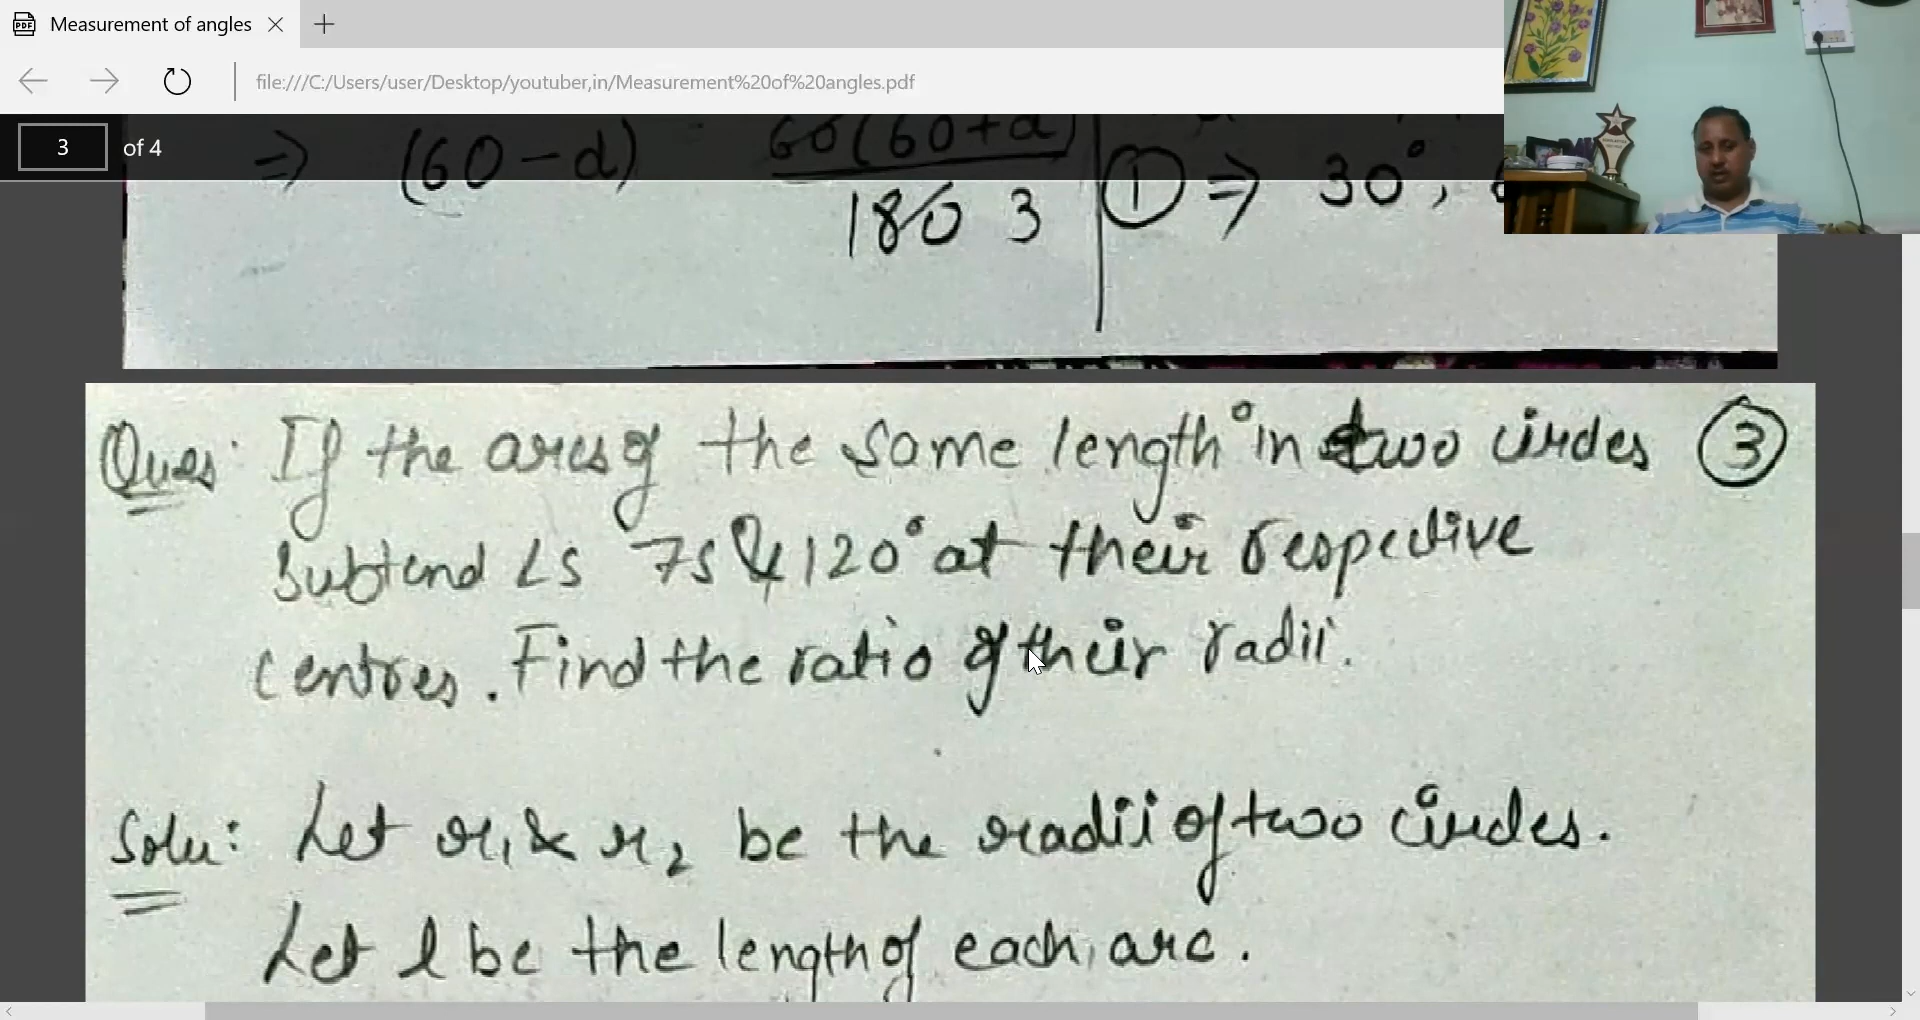 Measurement of angles
file:///C:/Users/user/Desktop/youtuber,in/Measurement%20of%20angles.pdf
3 of 4
⇒ (60-d) 60(60+d)
180 3
① ⇒ 30°,
Ques: If the arcs of the same length in two circles ③
Subtend ∠s 75 & 120° at their respective
centres. Find the ratio of their radii.
Solu: Let r1 & r2 be the radii of two circles.
Let l be the length of each arc.